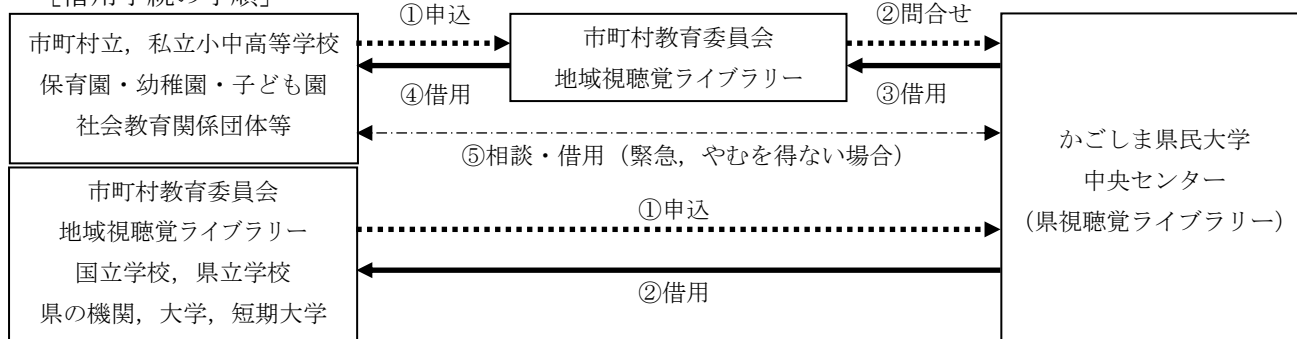 ［借用手続の手順］
①申込
②問合せ
市町村立，私立小中高等学校
保育園・幼稚園・子ども園
社会教育関係団体等
市町村教育委員会
地域視聴覚ライブラリー
④借用
③借用
⑤相談・借用（緊急，やむを得ない場合）
かごしま県民大学
中央センター
（県視聴覚ライブラリー）
市町村教育委員会
地域視聴覚ライブラリー
国立学校，県立学校
県の機関，大学，短期大学
①申込
②借用